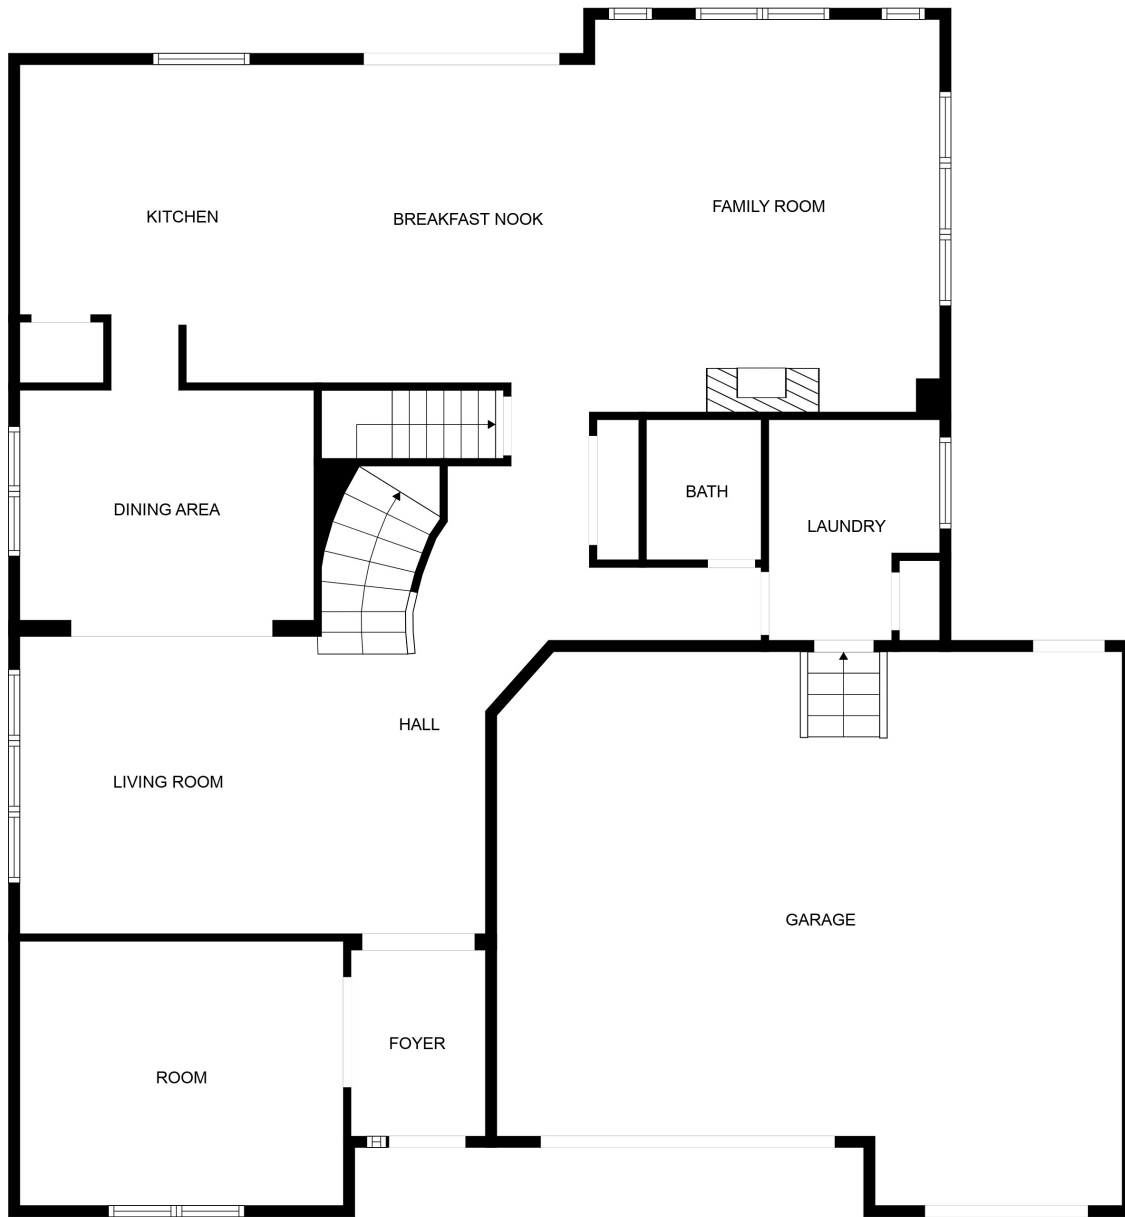 KITCHEN
BREAKFAST NOOK
FAMILY ROOM
DINING AREA
BATH
LAUNDRY
HALL
LIVING ROOM
GARAGE
FOYER
ROOM